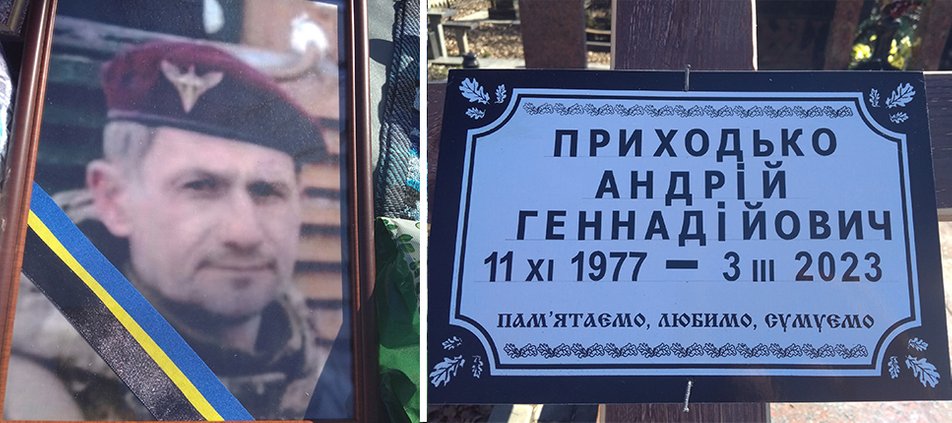 ПРИХОДЬКО
АНДРІЙ
ГЕННАДІЙОВИЧ
11 XI 1977 – 3 III 2023
ПАМ'ЯТАЄМО, ЛЮБИМО, СУМУЄМО